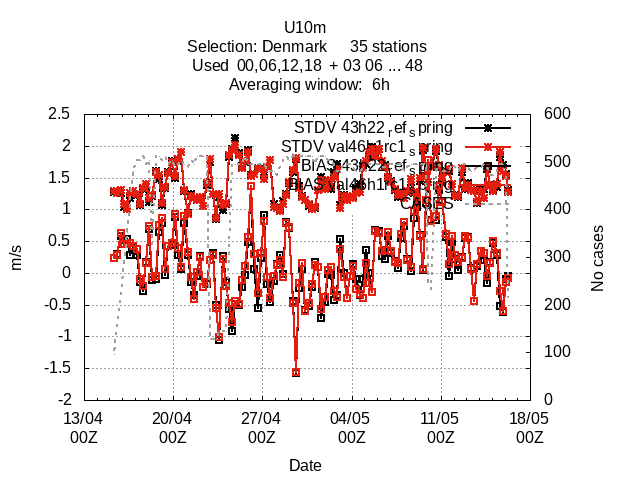 U10m
Selection: Denmark 35 stations
Used 00,06,12,18 + 03 06 ... 48
Averaging window: 6h
STDV 43h22_ref_spring
STDV val46h1rc1_spring
BIAS 43h22_ref_spring
BIAS val46h1rc1_spring
CASES
2.5
2
1.5
1
0.5
0
-0.5
-1
-1.5
-2
m/s
600
500
400
300
200
100
0
No cases
13/04 20/04 27/04 04/05 11/05 18/05
00Z 00Z 00Z 00Z 00Z 00Z
Date